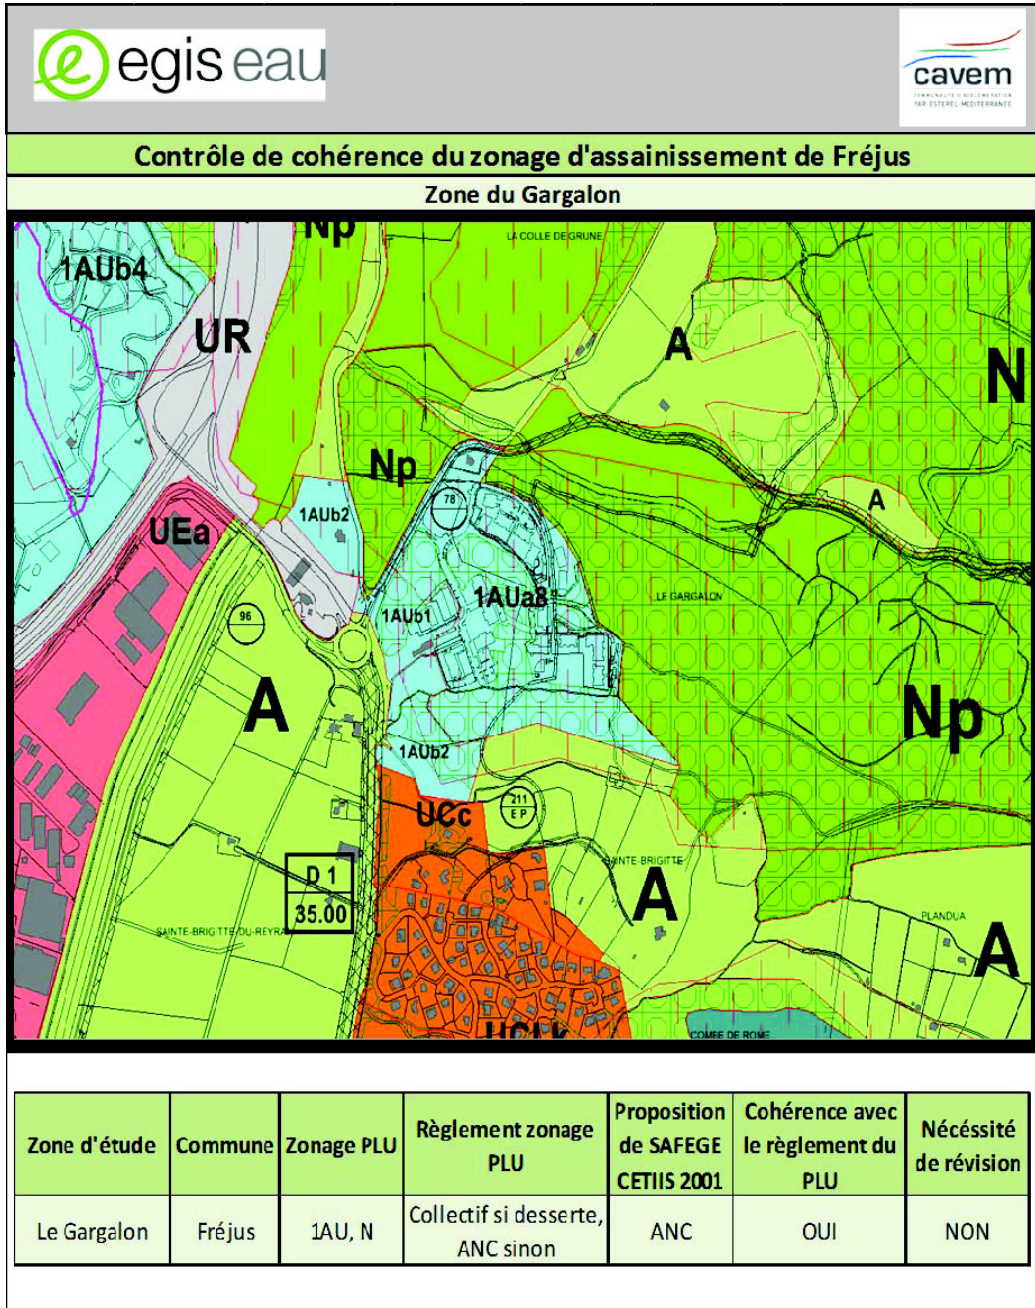 egis eau
cavem
COMMUNAUTÉ D'AGGLOMÉRATION
VAR-ESTEREL-MÉDITERRANÉE
Contrôle de cohérence du zonage d'assainissement de Fréjus
Zone du Gargalon
Np
LA COLLE DE GRUNE
1AUb4
UR
A
N
Np
78
A
UEa
1AUb2
1AUa8
LE GARGALON
1AUb1
96
A
Np
1AUb2
211
E P
UCc
SAINTE-BRIGITTE
D 1
A
35.00
PLANDUA
SAINTE-BRIGITTE-DU-REYRAN
A
COMBE DE ROME
Zone d'étude
Commune
Zonage PLU
Règlement zonage
PLU
Proposition
de SAFEGE
CETIIS 2001
Cohérence avec
le règlement du
PLU
Nécéssité
de révision
Le Gargalon
Fréjus
1AU, N
Collectif si desserte,
ANC sinon
ANC
OUI
NON